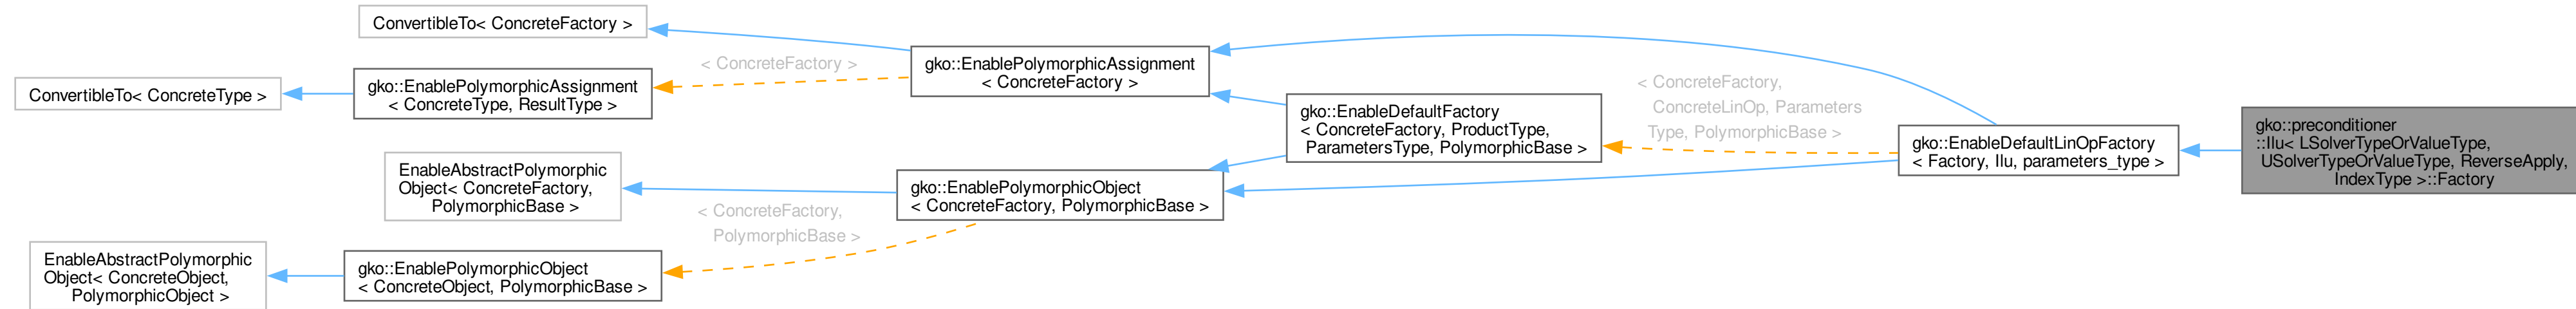 ConvertibleTo< ConcreteFactory >
ConvertibleTo< ConcreteType >
gko::EnablePolymorphicAssignment
< ConcreteType, ResultType >
< ConcreteFactory >
gko::EnablePolymorphicAssignment
< ConcreteFactory >
EnableAbstractPolymorphic
Object< ConcreteFactory,
PolymorphicBase >
EnableAbstractPolymorphic
Object< ConcreteObject,
PolymorphicObject >
gko::EnablePolymorphicObject
< ConcreteObject, PolymorphicBase >
< ConcreteFactory,
PolymorphicBase >
gko::EnablePolymorphicObject
< ConcreteFactory, PolymorphicBase >
gko::EnableDefaultFactory
< ConcreteFactory, ProductType,
ParametersType, PolymorphicBase >
< ConcreteFactory,
ConcreteLinOp, Parameters
Type, PolymorphicBase >
gko::EnableDefaultLinOpFactory
< Factory, Ilu, parameters_type >
gko::preconditioner
::Ilu< LSolverTypeOrValueType,
USolverTypeOrValueType, ReverseApply,
IndexType >::Factory